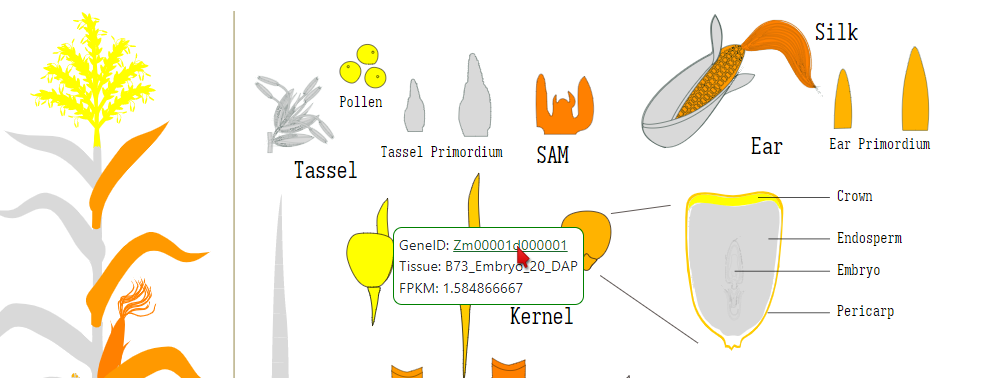 Silk
Pollen
Tassel Primordium
SAM
Ear Primordium
Ear
Tassel
Crown
GeneID: Zm00001d000001
Tissue: B73_Embryo_20_DAP
FPKM: 1.584866667
Endosperm
Embryo
Pericarp
Kernel